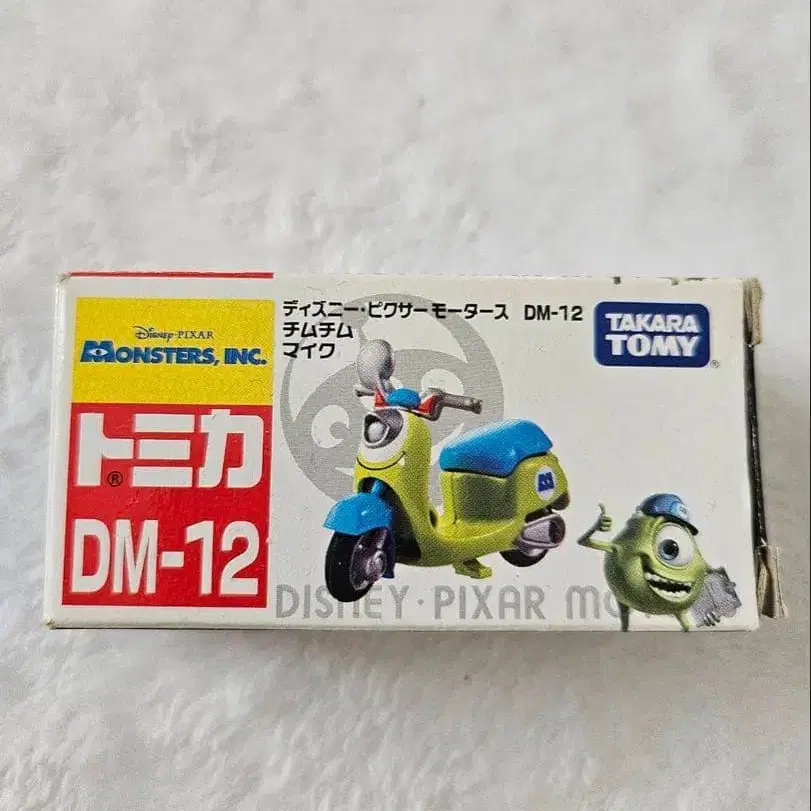 Disney·PIXAR
MONSTERS, INC.
トミカ®
DM-12
ディズニー・ピクサー モータース DM-12
チムチム
マイク
TAKARA
TOMY®
DISNEY·PIXAR MO